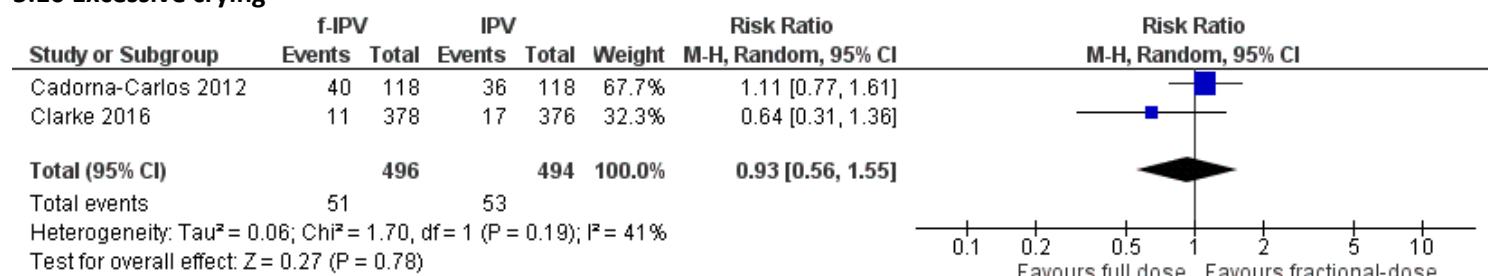 f-IPV IPV Risk Ratio Risk Ratio
Study or Subgroup Events Total Events Total Weight M-H, Random, 95% CI M-H, Random, 95% CI
Cadorna-Carlos 2012 40 118 36 118 67.7% 1.11 [0.77, 1.61]
Clarke 2016 11 378 17 376 32.3% 0.64 [0.31, 1.36]
Total (95% CI) 496 494 100.0% 0.93 [0.56, 1.55]
Total events 51 53
Heterogeneity: Tau² = 0.06; Chi² = 1.70, df = 1 (P = 0.19); I² = 41%
0.1 0.2 0.5 1 2 5 10
Test for overall effect: Z = 0.27 (P = 0.78)
Favours full dose Favours fractional-dose